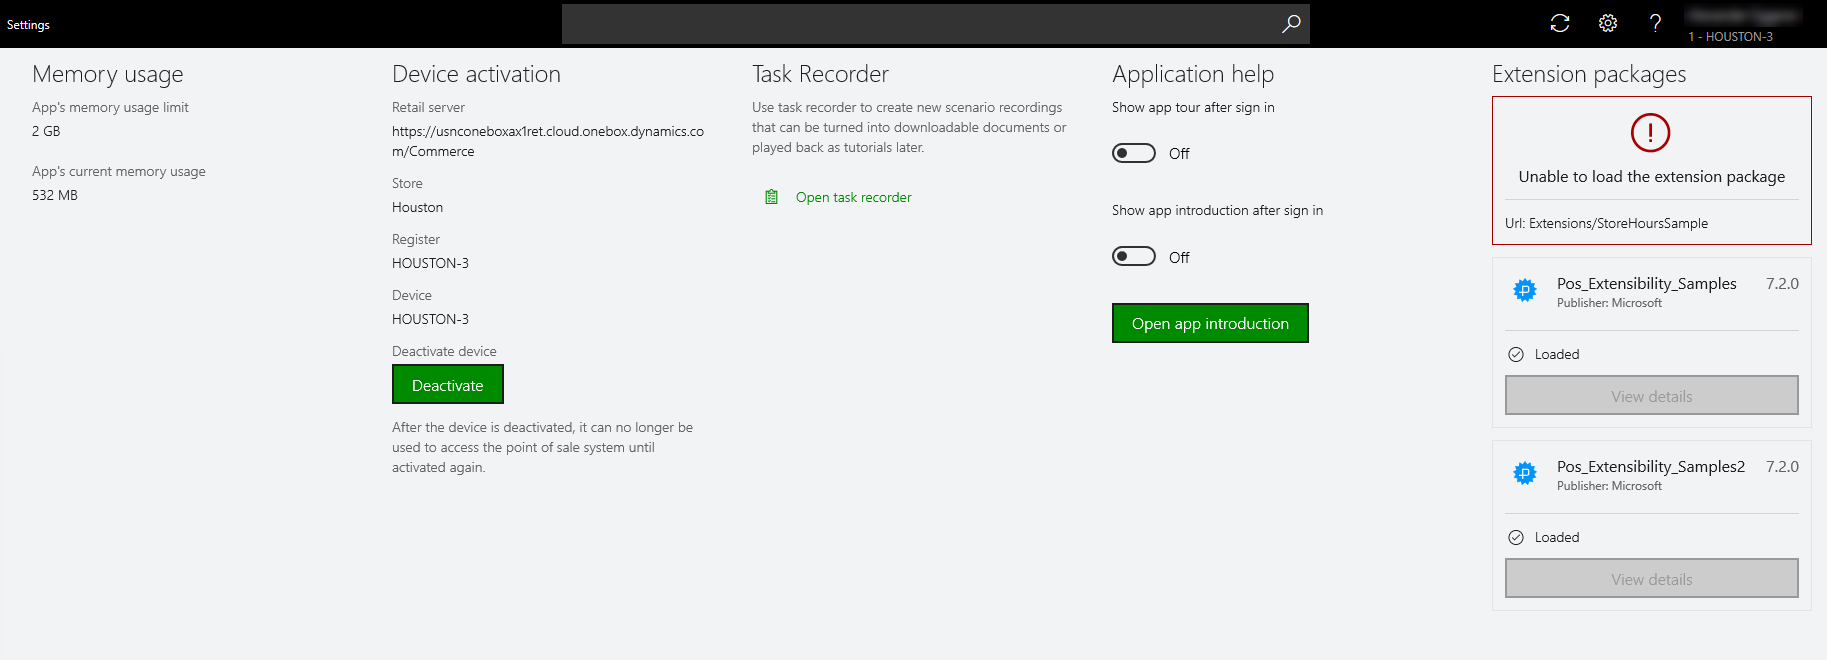 Settings
1 - HOUSTON-3
Memory usage
App's memory usage limit
2 GB
App's current memory usage
532 MB
Device activation
Retail server
https://usnconeboxax1ret.cloud.onebox.dynamics.co
m/Commerce
Store
Houston
Register
HOUSTON-3
Device
HOUSTON-3
Deactivate device
Deactivate
After the device is deactivated, it can no longer be
used to access the point of sale system until
activated again.
Task Recorder
Use task recorder to create new scenario recordings
that can be turned into downloadable documents or
played back as tutorials later.
Open task recorder
Application help
Show app tour after sign in
Off
Show app introduction after sign in
Off
Open app introduction
Extension packages
Unable to load the extension package
Url: Extensions/StoreHoursSample
Pos_Extensibility_Samples 7.2.0
Publisher: Microsoft
Loaded
View details
Pos_Extensibility_Samples2 7.2.0
Publisher: Microsoft
Loaded
View details